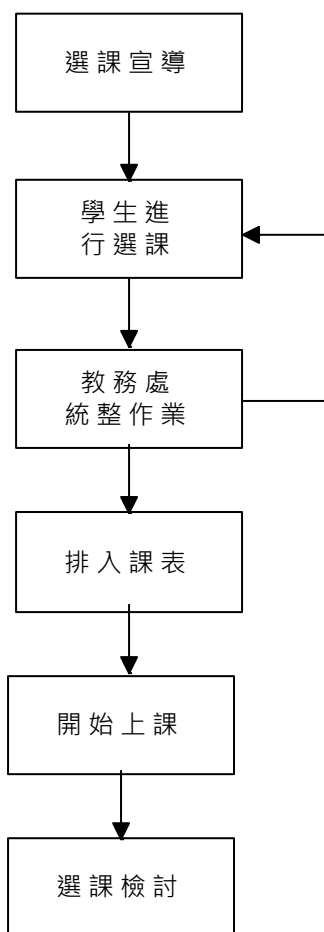 選課宣導
學生進
行選課
教務處
統整作業
排入課表
開始上課
選課檢討